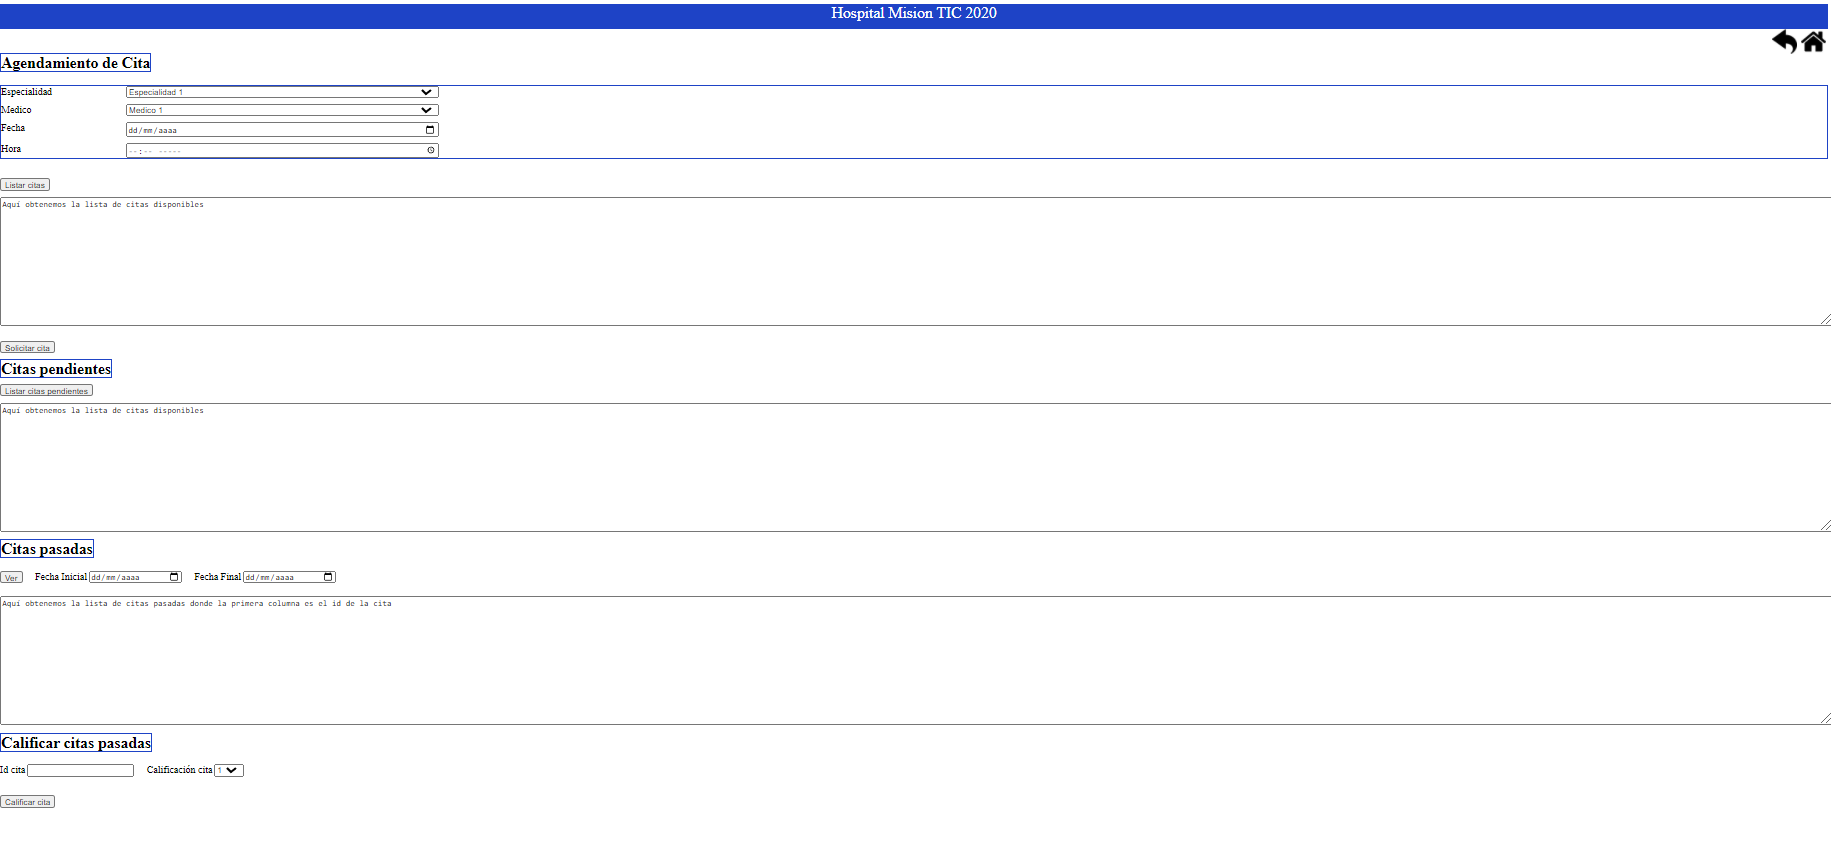 Hospital Mision TIC 2020
Agendamiento de Cita
Especialidad Especialidad 1
Medico Medico 1
Fecha dd/mm/aaaa
Hora --:-- -----
Listar citas
Aquí obtenemos la lista de citas disponibles
Solicitar cita
Citas pendientes
Listar citas pendientes
Aquí obtenemos la lista de citas disponibles
Citas pasadas
Ver Fecha Inicial dd/mm/aaaa Fecha Final dd/mm/aaaa
Aquí obtenemos la lista de citas pasadas donde la primera columna es el id de la cita
Calificar citas pasadas
Id cita Calificación cita 1
Calificar cita